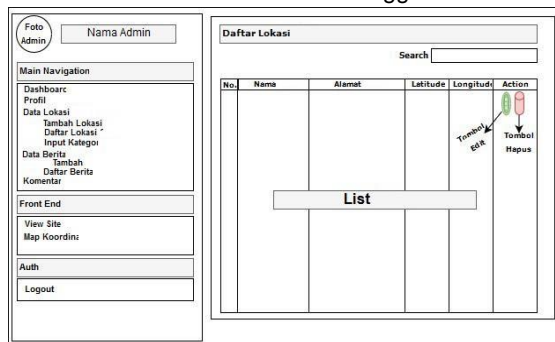 Foto
Admin
Nama Admin
Main Navigation
Dashboard
Profil
Data Lokasi
Tambah Lokasi
Daftar Lokasi
Input Kategor
Data Berita
Tambah
Daftar Berita
Komentar
Front End
View Site
Map Koordina
Auth
Logout
Daftar Lokasi
Search
No. Nama Alamat Latitude Longitude Action
Tombol
Edit
Tombol
Hapus
List